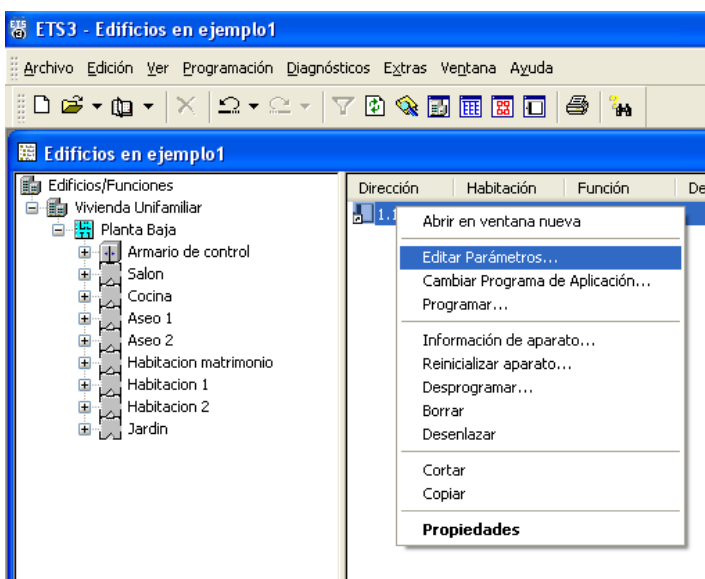 ETS3 - Edificios en ejemplo1
Archivo Edición Ver Programación Diagnósticos Extras Ventana Ayuda
Edificios en ejemplo1
Edificios/Funciones
Vivienda Unifamiliar
Planta Baja
Armario de control
Salon
Cocina
Aseo 1
Aseo 2
Habitacion matrimonio
Habitacion 1
Habitacion 2
Jardin
Dirección Habitación Función De
1.1
Abrir en ventana nueva
Editar Parámetros...
Cambiar Programa de Aplicación...
Programar...
Información de aparato...
Reinicializar aparato...
Desprogramar...
Borrar
Desenlazar
Cortar
Copiar
Propiedades